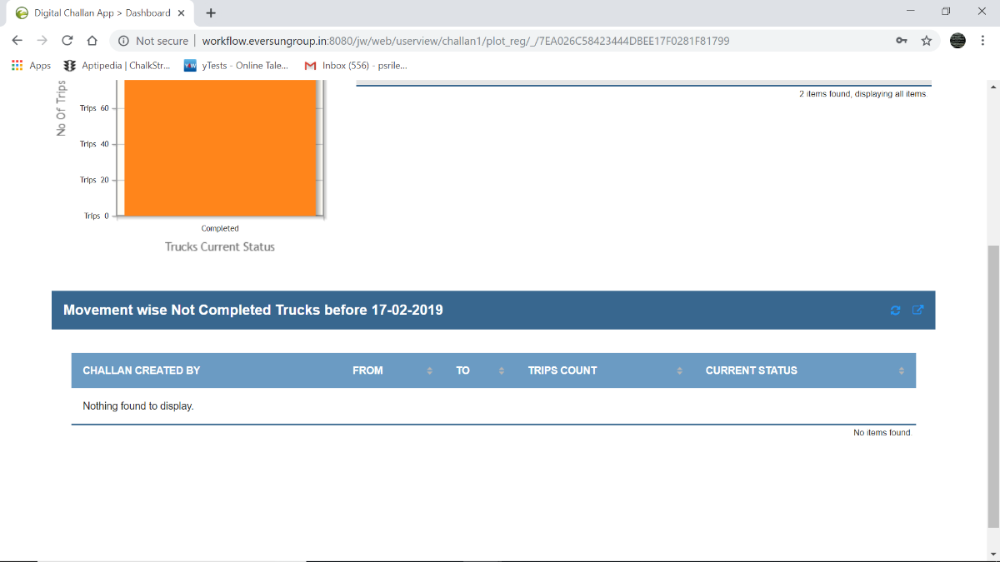 Digital Challan App > Dashboard
Not secure | workflow.eversungroup.in:8080/jw/web/userview/challan1/plot_reg/_/7EA026C58423444DBEE17F0281F81799
Apps
Aptipedia | ChalkStr...
YW
yTests - Online Tale...
Inbox (556) - psrile...
No Of Trips
Trips 60
Trips 40
Trips 20
Trips 0
Completed
Trucks Current Status
2 items found, displaying all items.
Movement wise Not Completed Trucks before 17-02-2019
CHALLAN CREATED BY FROM TO TRIPS COUNT CURRENT STATUS
Nothing found to display.
No items found.